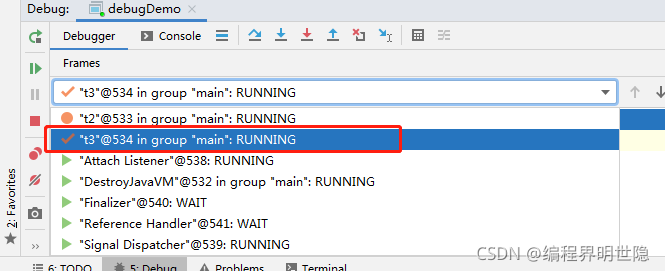 Debug: debugDemo
Debugger Console
Frames
"t3"@534 in group "main": RUNNING
"t2"@533 in group "main": RUNNING
"t3"@534 in group "main": RUNNING
"Attach Listener"@538: RUNNING
"DestroyJavaVM"@532 in group "main": RUNNING
"Finalizer"@540: WAIT
"Reference Handler"@541: WAIT
"Signal Dispatcher"@539: RUNNING
2: Favorites
6: TODO 5: Debug Problems Terminal
CSDN @编程界明世隐